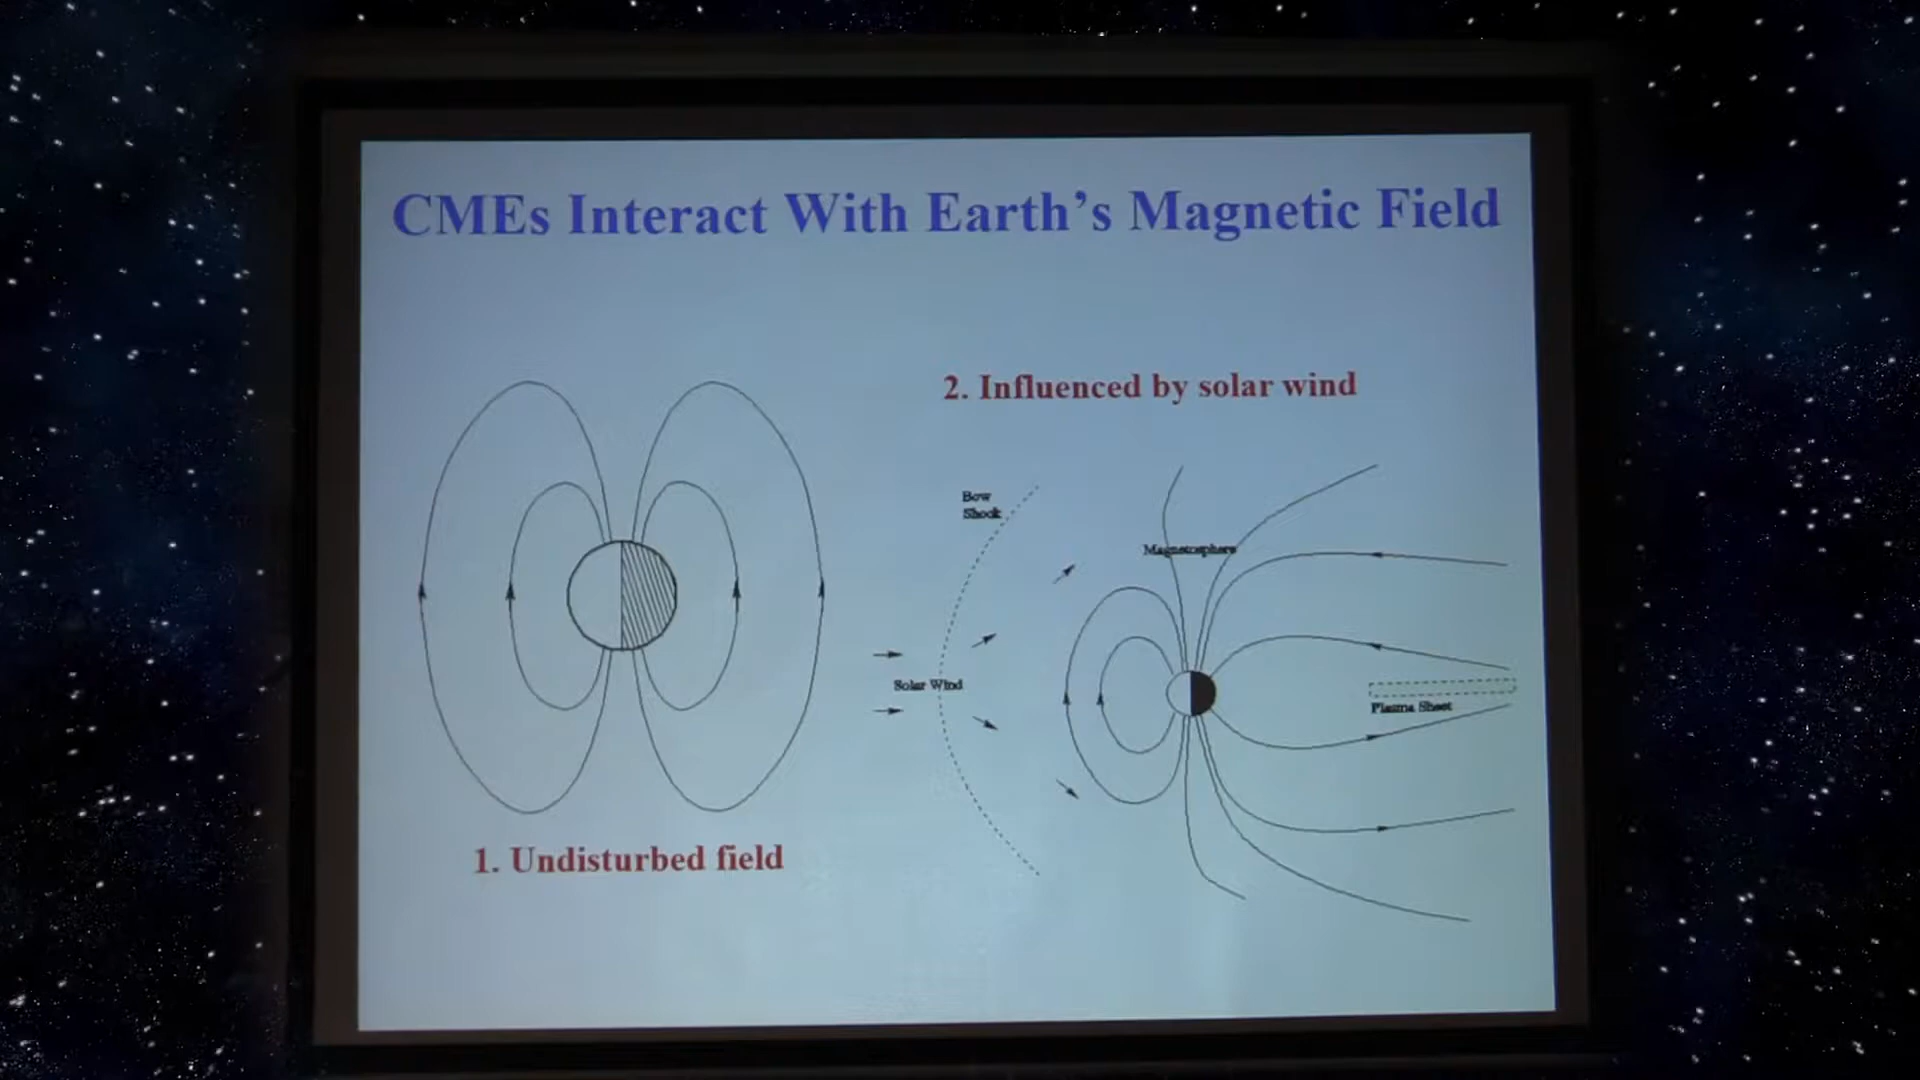 CMEs Interact With Earth's Magnetic Field
2. Influenced by solar wind
Bow
Shock
Magnetosphere
Solar Wind
Plasma Sheet
1. Undisturbed field